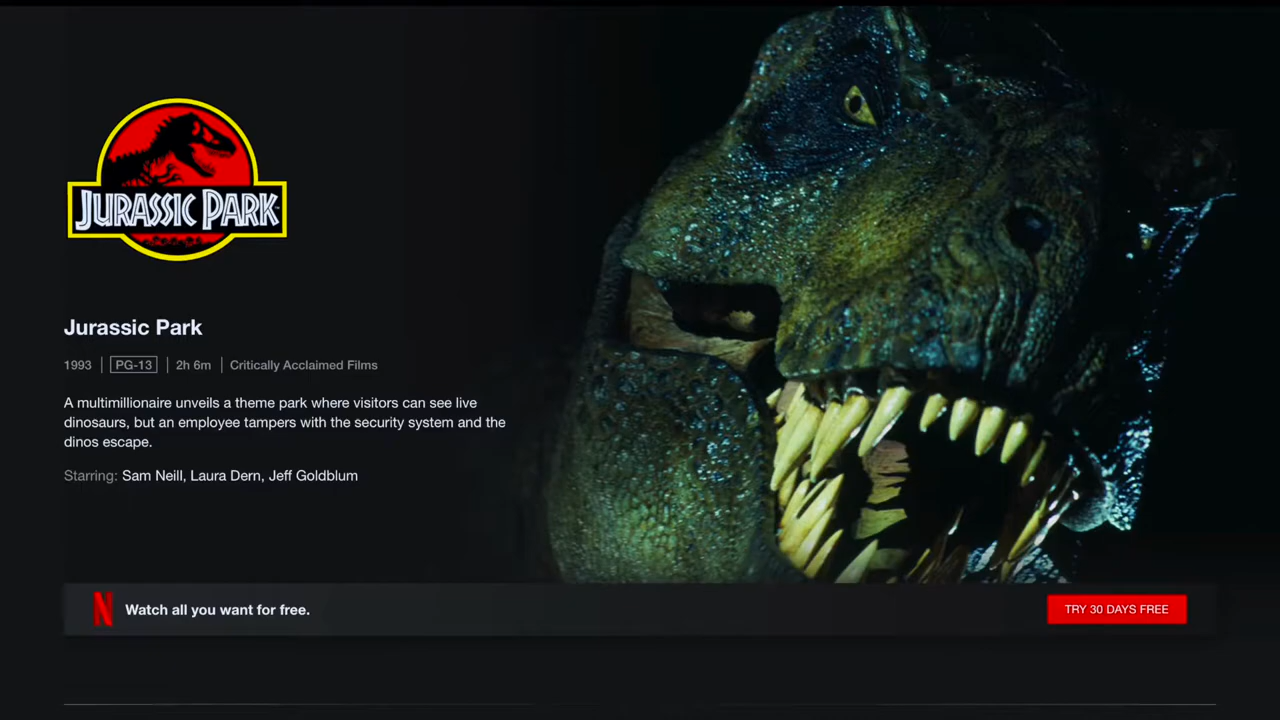 JURASSIC PARK
Jurassic Park
1993 | PG-13 | 2h 6m | Critically Acclaimed Films
A multimillionaire unveils a theme park where visitors can see live
dinosaurs, but an employee tampers with the security system and the
dinos escape.
Starring: Sam Neill, Laura Dern, Jeff Goldblum
N Watch all you want for free.
TRY 30 DAYS FREE